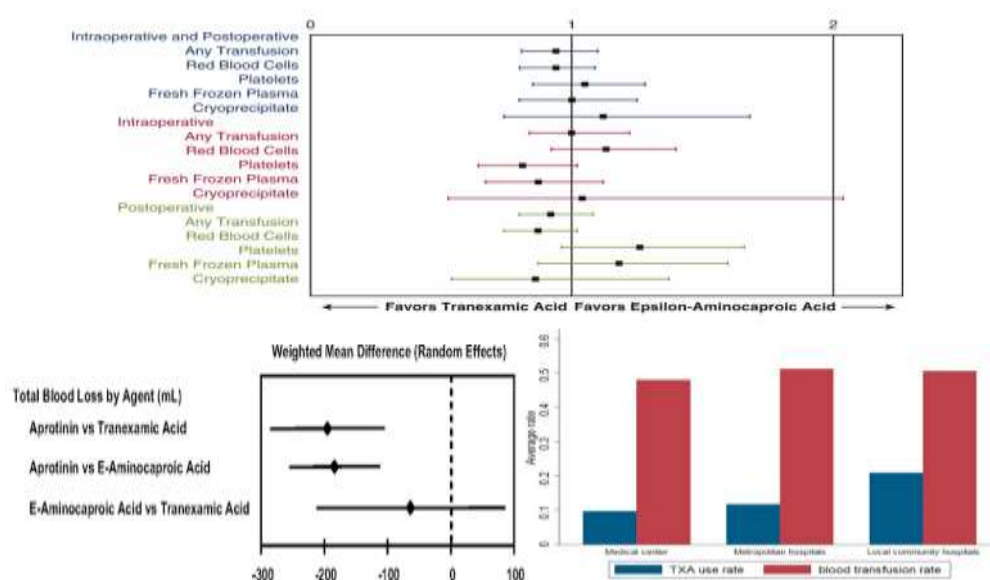 0 1 2
Intraoperative and Postoperative
Any Transfusion
Red Blood Cells
Platelets
Fresh Frozen Plasma
Cryoprecipitate
Intraoperative
Any Transfusion
Red Blood Cells
Platelets
Fresh Frozen Plasma
Cryoprecipitate
Postoperative
Any Transfusion
Red Blood Cells
Platelets
Fresh Frozen Plasma
Cryoprecipitate
Favors Tranexamic Acid Favors Epsilon-Aminocaproic Acid
Weighted Mean Difference (Random Effects)
Total Blood Loss by Agent (mL)
Aprotinin vs Tranexamic Acid
Aprotinin vs E-Aminocaproic Acid
E-Aminocaproic Acid vs Tranexamic Acid
-300 -200 -100 0 100
Average rate
0.6
0.5
0.4
0.3
0.2
0.1
0
Medical center Metropolitan hospitals Local community hospitals
TXA use rate blood transfusion rate